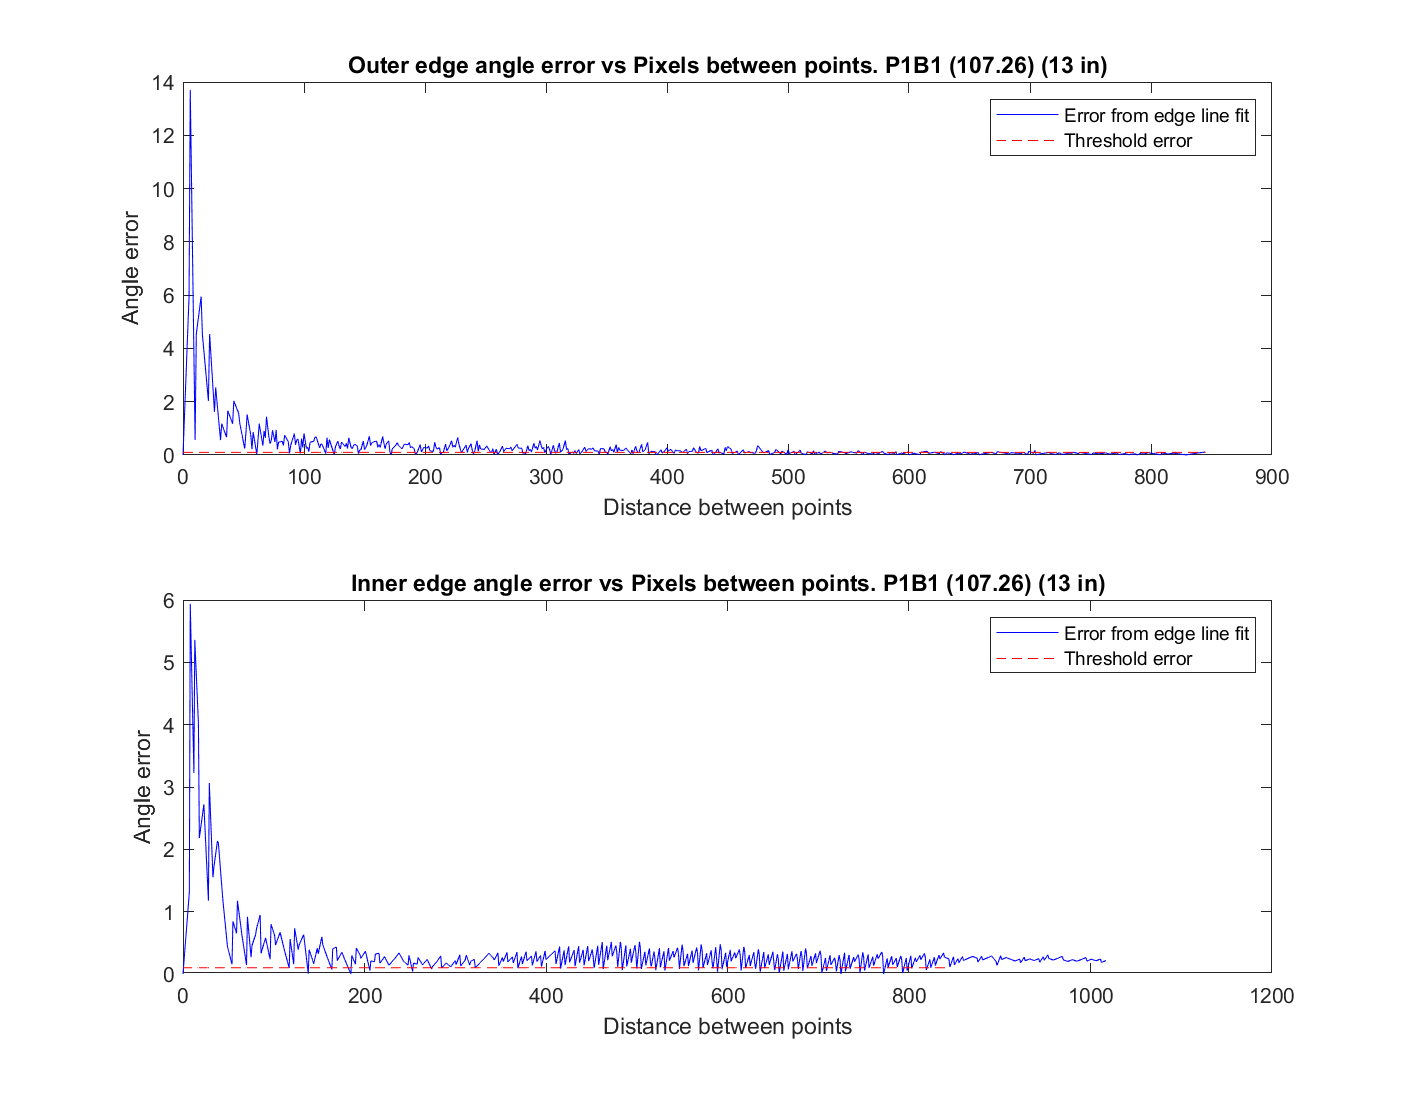 Outer edge angle error vs Pixels between points. P1B1 (107.26) (13 in)
14
12
10
8
6
4
2
0
Angle error
Error from edge line fit
Threshold error
0 100 200 300 400 500 600 700 800 900
Distance between points
Inner edge angle error vs Pixels between points. P1B1 (107.26) (13 in)
6
5
4
3
2
1
0
Angle error
Error from edge line fit
Threshold error
0 200 400 600 800 1000 1200
Distance between points